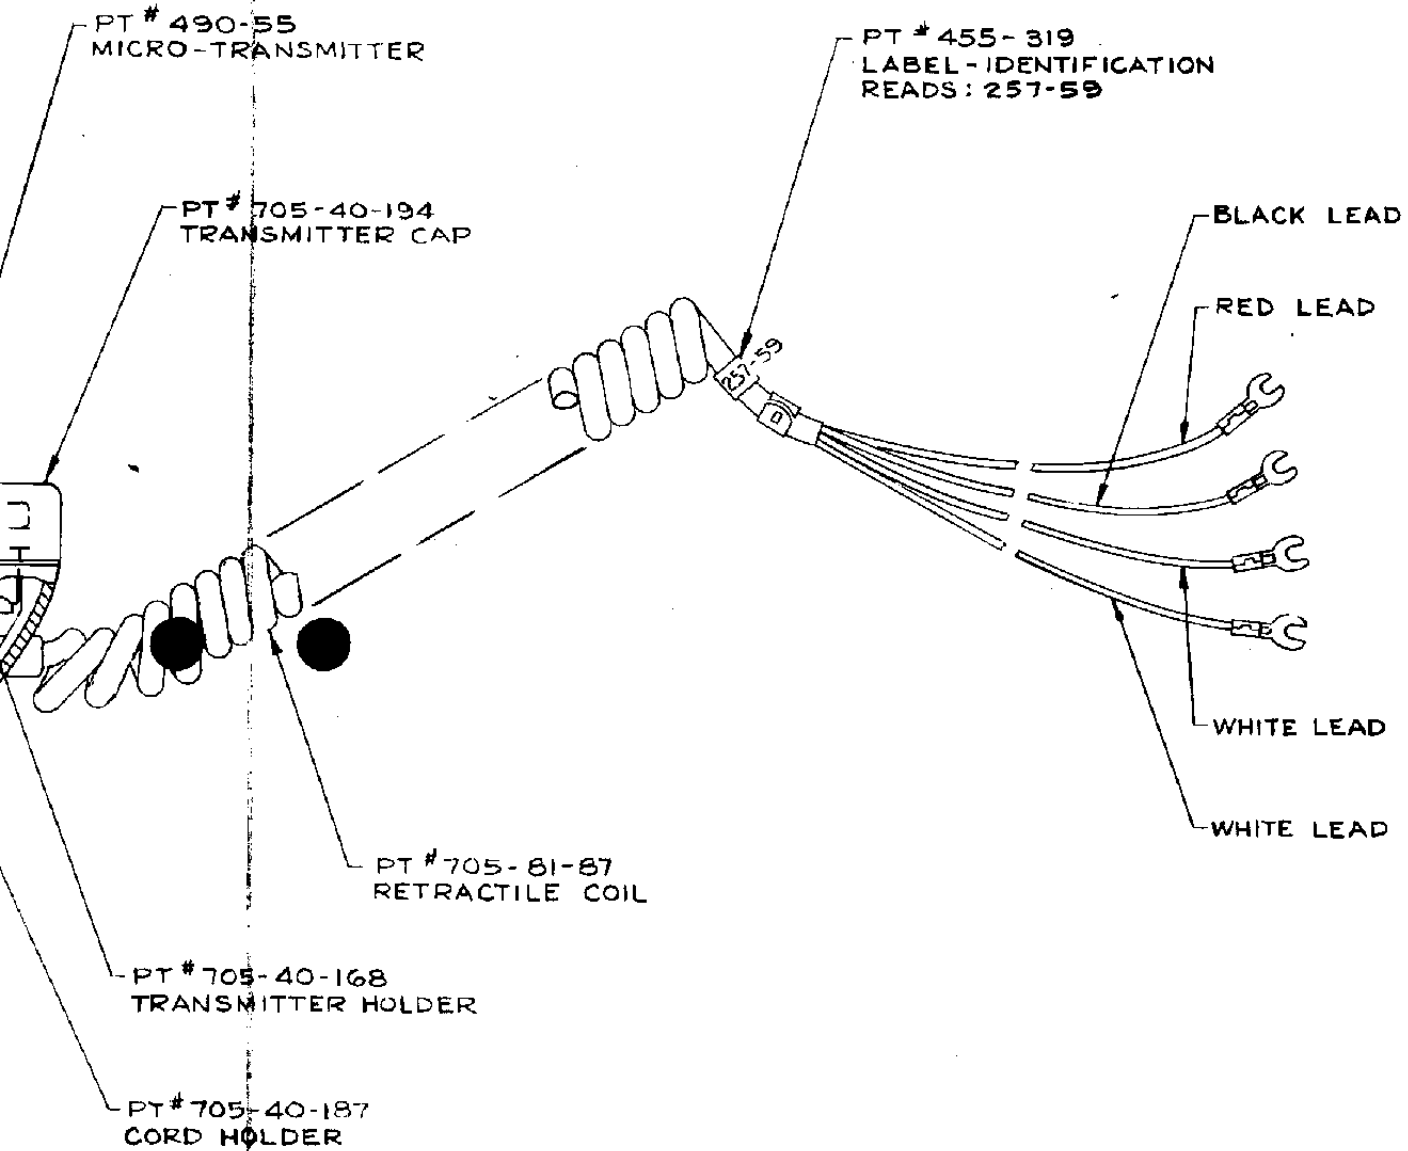 PT # 490-55
MICRO-TRANSMITTER
PT # 455-319
LABEL-IDENTIFICATION
READS: 257-59
PT # 705-40-194
TRANSMITTER CAP
BLACK LEAD
RED LEAD
257-59
WHITE LEAD
WHITE LEAD
PT # 705-81-87
RETRACTILE COIL
PT # 705-40-168
TRANSMITTER HOLDER
PT # 705-40-187
CORD HOLDER